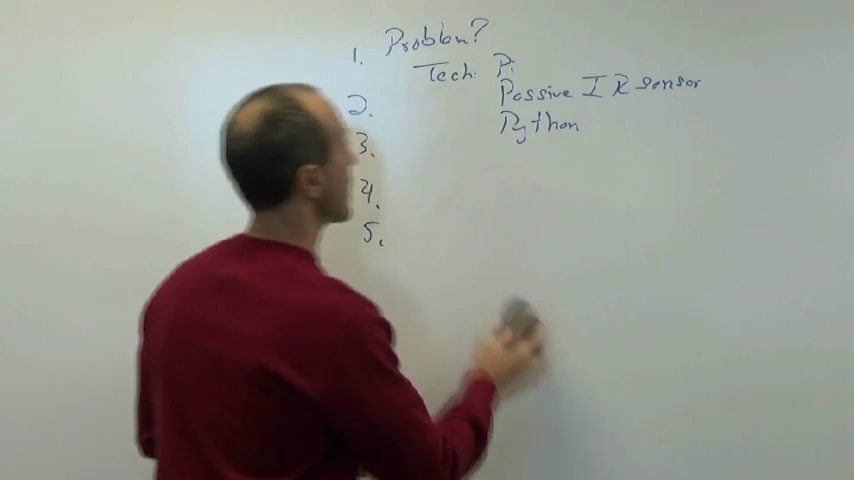 1. Problem?
Tech: Pi
Passive IR sensor
Python
2.
3.
4.
5.